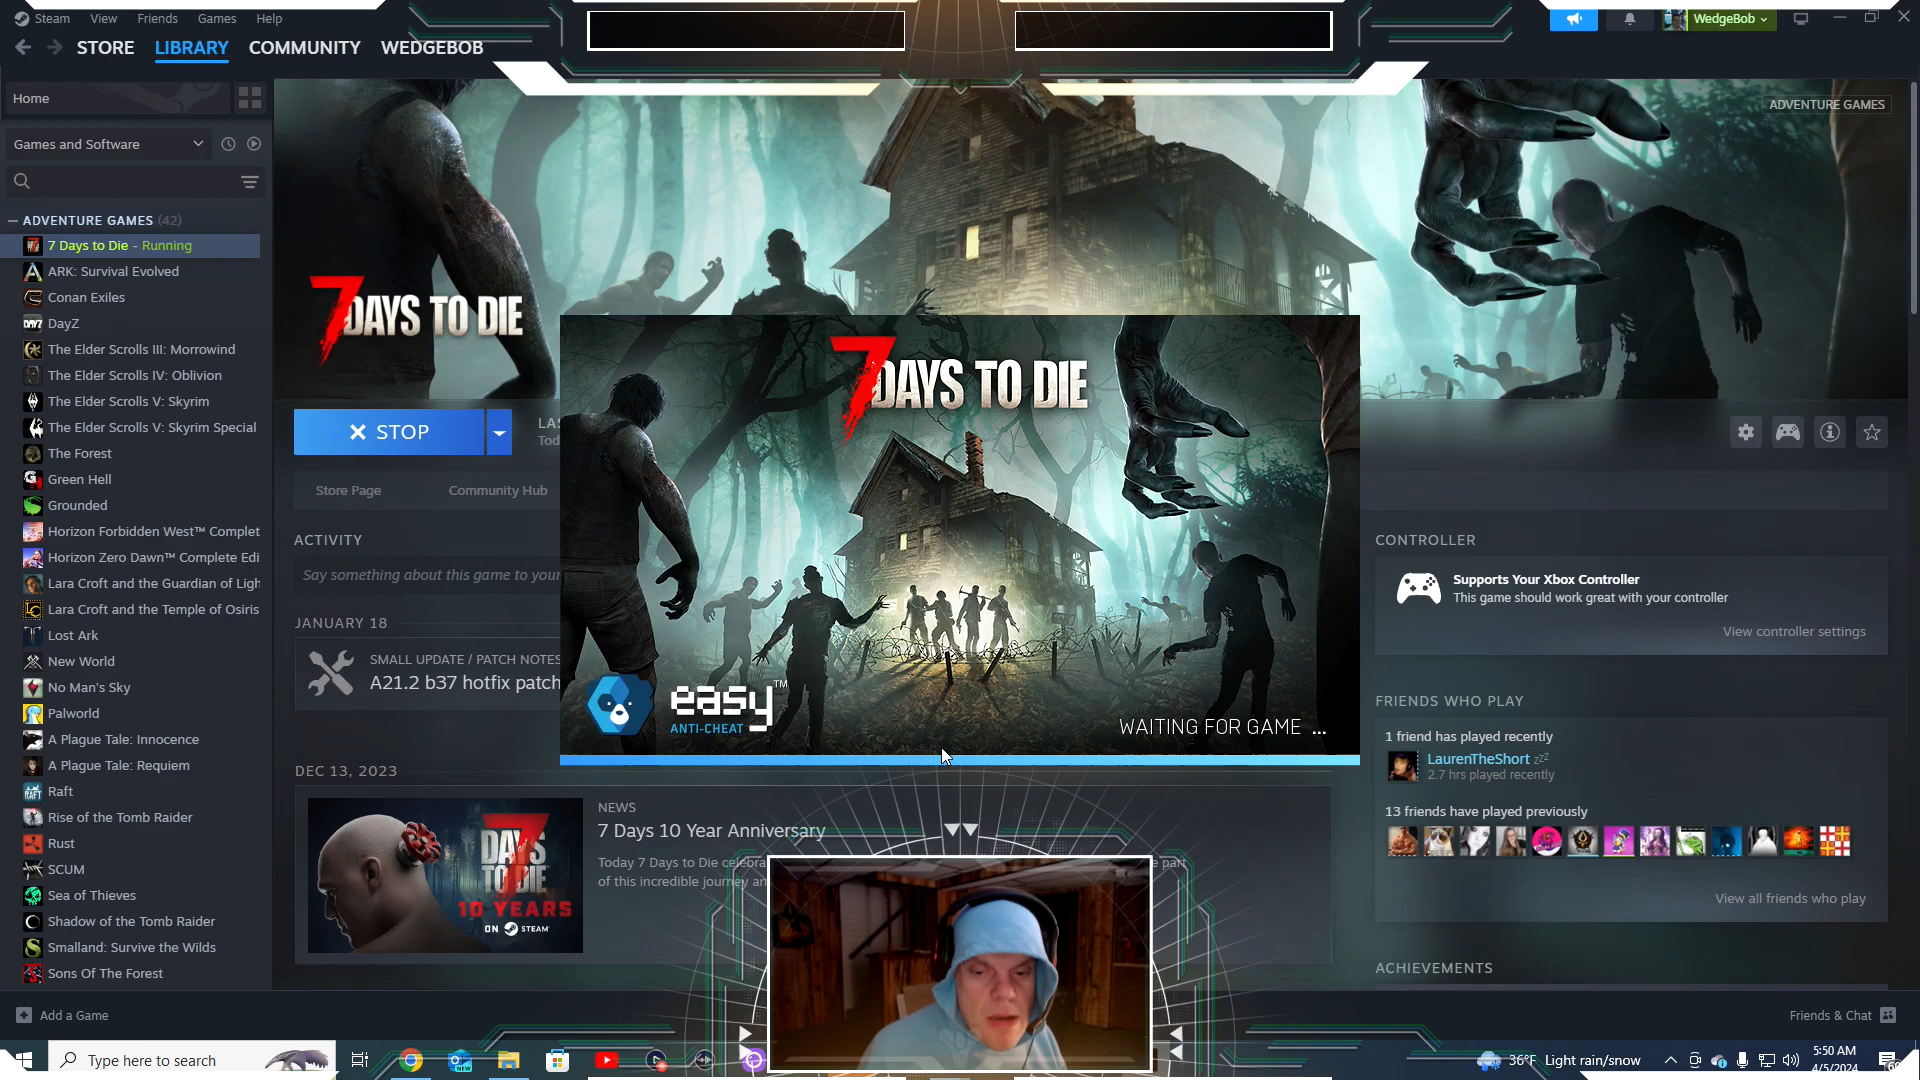 Steam View Friends Games Help
WedgeBob
STORE LIBRARY COMMUNITY WEDGEBOB
Home
ADVENTURE GAMES
Games and Software
ADVENTURE GAMES (42)
7 Days to Die - Running
ARK: Survival Evolved
Conan Exiles
DayZ
The Elder Scrolls III: Morrowind
The Elder Scrolls IV: Oblivion
The Elder Scrolls V: Skyrim
The Elder Scrolls V: Skyrim Special
The Forest
Green Hell
Grounded
Horizon Forbidden West™ Complet
Horizon Zero Dawn™ Complete Edi
Lara Croft and the Guardian of Ligh
Lara Croft and the Temple of Osiris
Lost Ark
New World
No Man's Sky
Palworld
A Plague Tale: Innocence
A Plague Tale: Requiem
Raft
Rise of the Tomb Raider
Rust
SCUM
Sea of Thieves
Shadow of the Tomb Raider
Smalland: Survive the Wilds
Sons Of The Forest
Add a Game
7 DAYS TO DIE
STOP
LAS
Tod
Store Page Community Hub
ACTIVITY
Say something about this game to your
JANUARY 18
SMALL UPDATE / PATCH NOTES
A21.2 b37 hotfix patch
7 DAYS TO DIE
easy™
ANTI-CHEAT
WAITING FOR GAME ...
DEC 13, 2023
7 DAYS TO DIE
10 YEARS
ON STEAM
NEWS
7 Days 10 Year Anniversary
Today 7 Days to Die celebra
e part
of this incredible journey an
CONTROLLER
Supports Your Xbox Controller
This game should work great with your controller
View controller settings
FRIENDS WHO PLAY
1 friend has played recently
LaurenTheShort zzZ
2.7 hrs played recently
13 friends have played previously
View all friends who play
ACHIEVEMENTS
Friends & Chat
Type here to search
NEW
36°F Light rain/snow
5:50 AM
4/5/2024